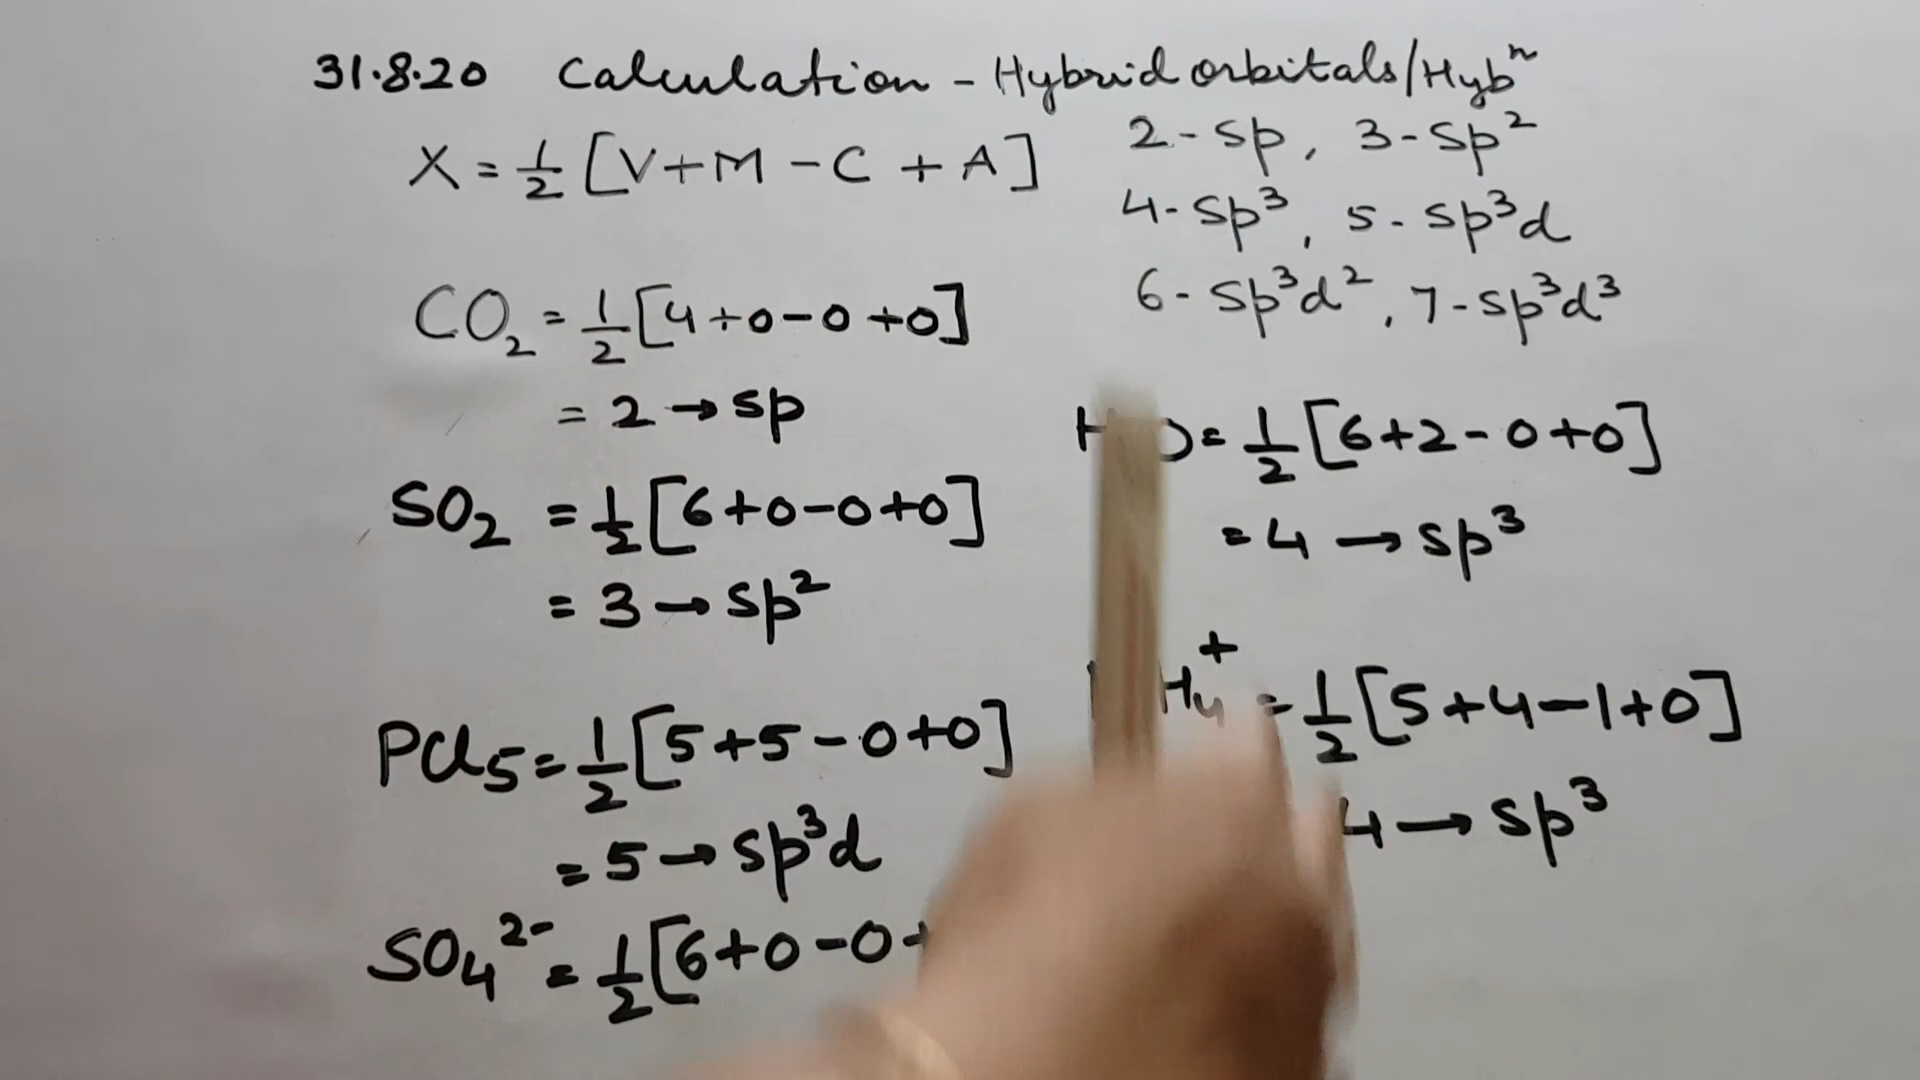 31.8.20 Calculation - Hybrid orbitals/Hybⁿ
X = 1/2 [V+M-C+A]
2-sp, 3-sp²
4-sp³, 5-sp³d
6-sp³d², 7-sp³d³
CO₂ = 1/2 [4+0-0+0]
= 2 → sp
SO₂ = 1/2 [6+0-0+0]
= 3 → sp²
PCl₅ = 1/2 [5+5-0+0]
= 5 → sp³d
SO₄²⁻ = 1/2 [6+0-0+
= 1/2 [6+2-0+0]
= 4 → sp³
H₄⁺ = 1/2 [5+4-1+0]
4 → sp³